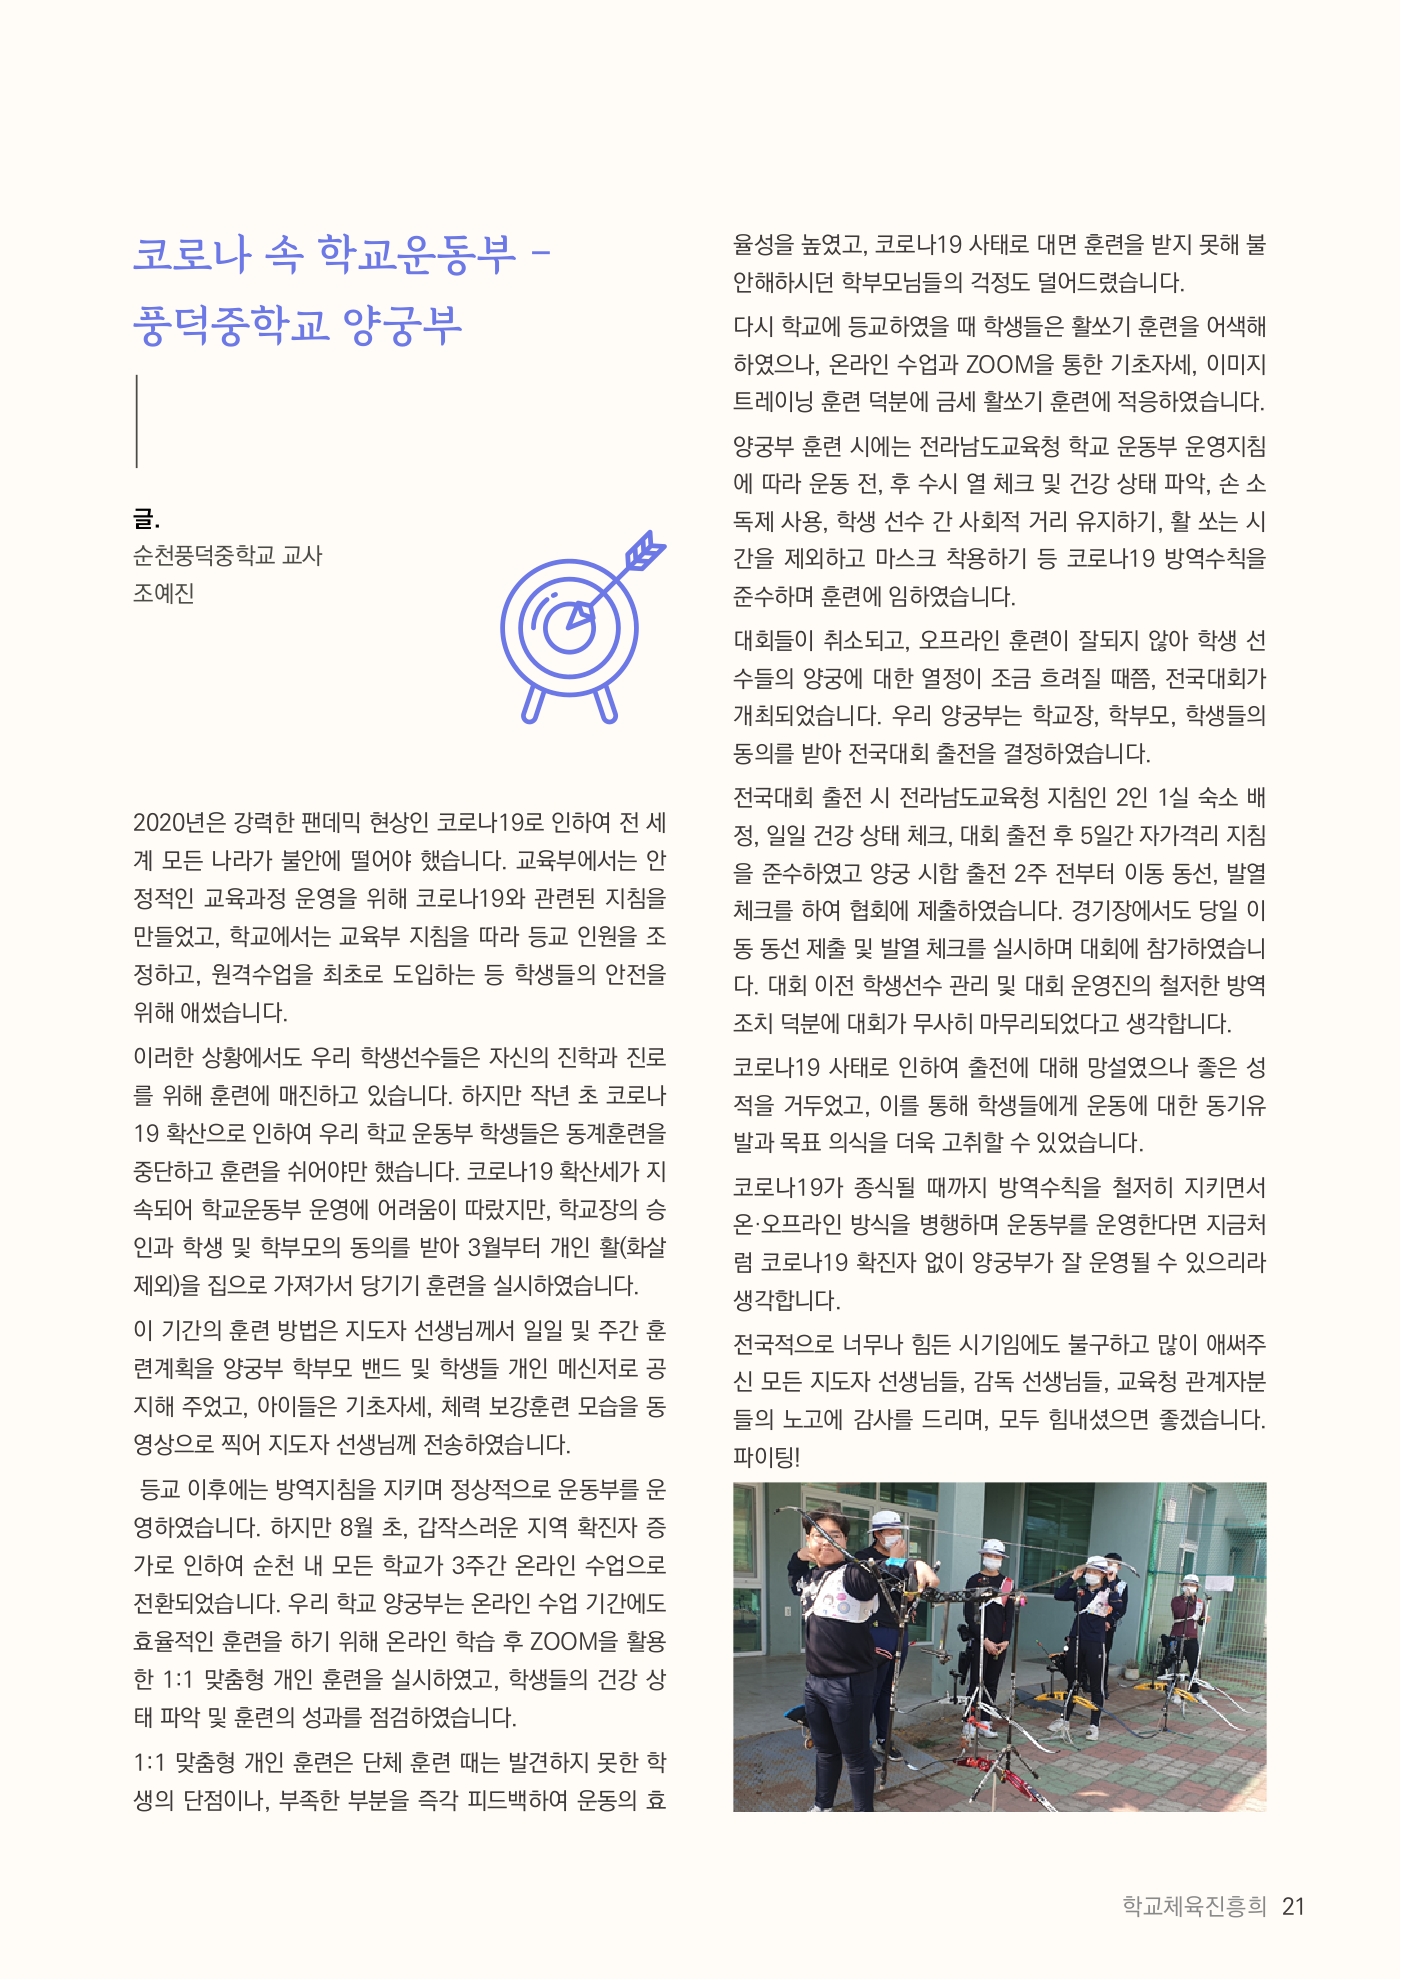 코로나 속 학교운동부 –
풍덕중학교 양궁부
글.
순천풍덕중학교 교사
조예진
2020년은 강력한 팬데믹 현상인 코로나19로 인하여 전 세
계 모든 나라가 불안에 떨어야 했습니다. 교육부에서는 안
정적인 교육과정 운영을 위해 코로나19와 관련된 지침을
만들었고, 학교에서는 교육부 지침을 따라 등교 인원을 조
정하고, 원격수업을 최초로 도입하는 등 학생들의 안전을
위해 애썼습니다.
이러한 상황에서도 우리 학생선수들은 자신의 진학과 진로
를 위해 훈련에 매진하고 있습니다. 하지만 작년 초 코로나
19 확산으로 인하여 우리 학교 운동부 학생들은 동계훈련을
중단하고 훈련을 쉬어야만 했습니다. 코로나19 확산세가 지
속되어 학교운동부 운영에 어려움이 따랐지만, 학교장의 승
인과 학생 및 학부모의 동의를 받아 3월부터 개인 활(화살
제외)을 집으로 가져가서 당기기 훈련을 실시하였습니다.
이 기간의 훈련 방법은 지도자 선생님께서 일일 및 주간 훈
련계획을 양궁부 학부모 밴드 및 학생들 개인 메신저로 공
지해 주었고, 아이들은 기초자세, 체력 보강훈련 모습을 동
영상으로 찍어 지도자 선생님께 전송하였습니다.
등교 이후에는 방역지침을 지키며 정상적으로 운동부를 운
영하였습니다. 하지만 8월 초, 갑작스러운 지역 확진자 증
가로 인하여 순천 내 모든 학교가 3주간 온라인 수업으로
전환되었습니다. 우리 학교 양궁부는 온라인 수업 기간에도
효율적인 훈련을 하기 위해 온라인 학습 후 ZOOM을 활용
한 1:1 맞춤형 개인 훈련을 실시하였고, 학생들의 건강 상
태 파악 및 훈련의 성과를 점검하였습니다.
1:1 맞춤형 개인 훈련은 단체 훈련 때는 발견하지 못한 학
생의 단점이나, 부족한 부분을 즉각 피드백하여 운동의 효
율성을 높였고, 코로나19 사태로 대면 훈련을 받지 못해 불
안해하시던 학부모님들의 걱정도 덜어드렸습니다.
다시 학교에 등교하였을 때 학생들은 활쏘기 훈련을 어색해
하였으나, 온라인 수업과 ZOOM을 통한 기초자세, 이미지
트레이닝 훈련 덕분에 금세 활쏘기 훈련에 적응하였습니다.
양궁부 훈련 시에는 전라남도교육청 학교 운동부 운영지침
에 따라 운동 전, 후 수시 열 체크 및 건강 상태 파악, 손 소
독제 사용, 학생 선수 간 사회적 거리 유지하기, 활 쏘는 시
간을 제외하고 마스크 착용하기 등 코로나19 방역수칙을
준수하며 훈련에 임하였습니다.
대회들이 취소되고, 오프라인 훈련이 잘되지 않아 학생 선
수들의 양궁에 대한 열정이 조금 흐려질 때쯤, 전국대회가
개최되었습니다. 우리 양궁부는 학교장, 학부모, 학생들의
동의를 받아 전국대회 출전을 결정하였습니다.
전국대회 출전 시 전라남도교육청 지침인 2인 1실 숙소 배
정, 일일 건강 상태 체크, 대회 출전 후 5일간 자가격리 지침
을 준수하였고 양궁 시합 출전 2주 전부터 이동 동선, 발열
체크를 하여 협회에 제출하였습니다. 경기장에서도 당일 이
동 동선 제출 및 발열 체크를 실시하며 대회에 참가하였습니
다. 대회 이전 학생선수 관리 및 대회 운영진의 철저한 방역
조치 덕분에 대회가 무사히 마무리되었다고 생각합니다.
코로나19 사태로 인하여 출전에 대해 망설였으나 좋은 성
적을 거두었고, 이를 통해 학생들에게 운동에 대한 동기유
발과 목표 의식을 더욱 고취할 수 있었습니다.
코로나19가 종식될 때까지 방역수칙을 철저히 지키면서
온·오프라인 방식을 병행하며 운동부를 운영한다면 지금처
럼 코로나19 확진자 없이 양궁부가 잘 운영될 수 있으리라
생각합니다.
전국적으로 너무나 힘든 시기임에도 불구하고 많이 애써주
신 모든 지도자 선생님들, 감독 선생님들, 교육청 관계자분
들의 노고에 감사를 드리며, 모두 힘내셨으면 좋겠습니다.
파이팅!
학교체육진흥회 21